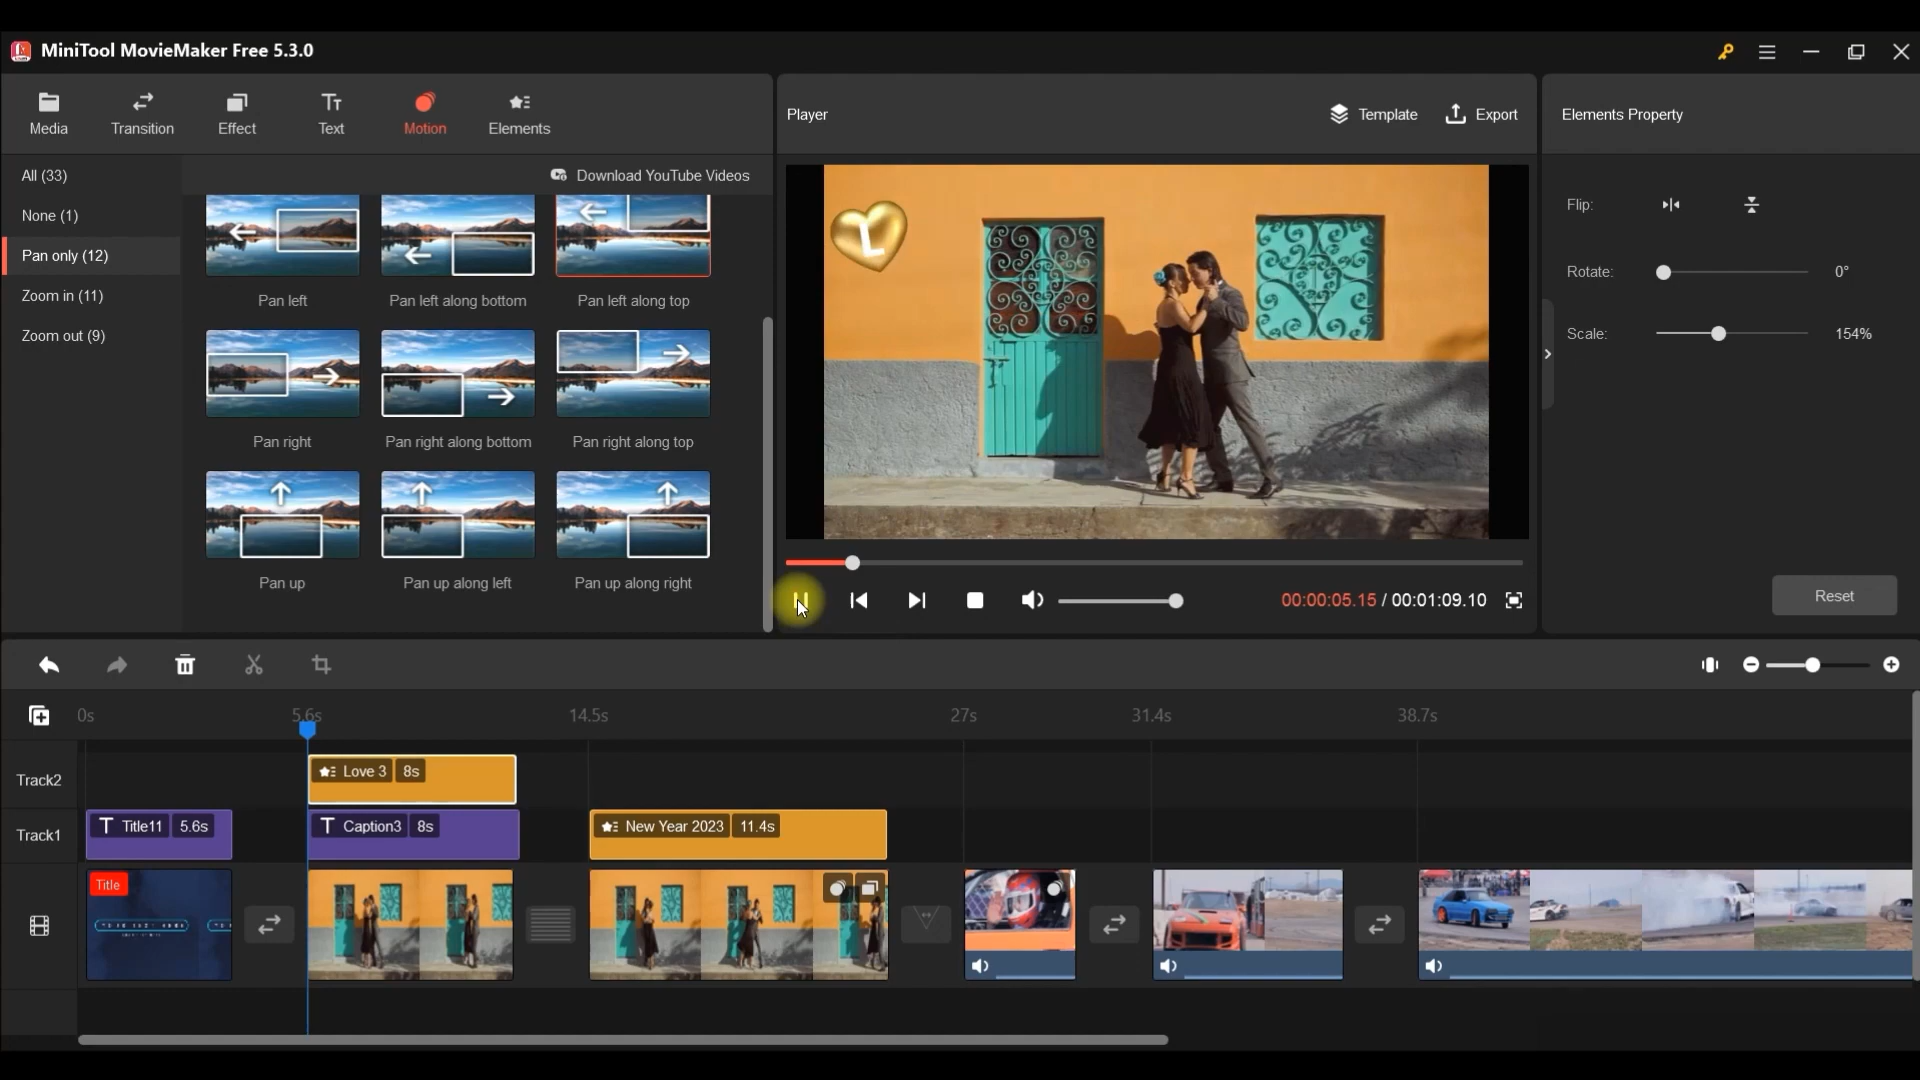 MiniTool MovieMaker Free 5.3.0
Media
Transition
Effect
Text
Motion
Elements
Player
Template
Export
Elements Property
All (33)
None (1)
Pan only (12)
Zoom in (11)
Zoom out (9)
Download YouTube Videos
Pan left
Pan left along bottom
Pan left along top
Pan right
Pan right along bottom
Pan right along top
Pan up
Pan up along left
Pan up along right
L
00:00:05.15 / 00:01:09.10
Flip:
Rotate:
0°
Scale:
154%
Reset
0s
5.6s
14.5s
27s
31.4s
38.7s
Track2
Love 3
8s
Track1
Title11
5.6s
Caption3
8s
New Year 2023
11.4s
Title